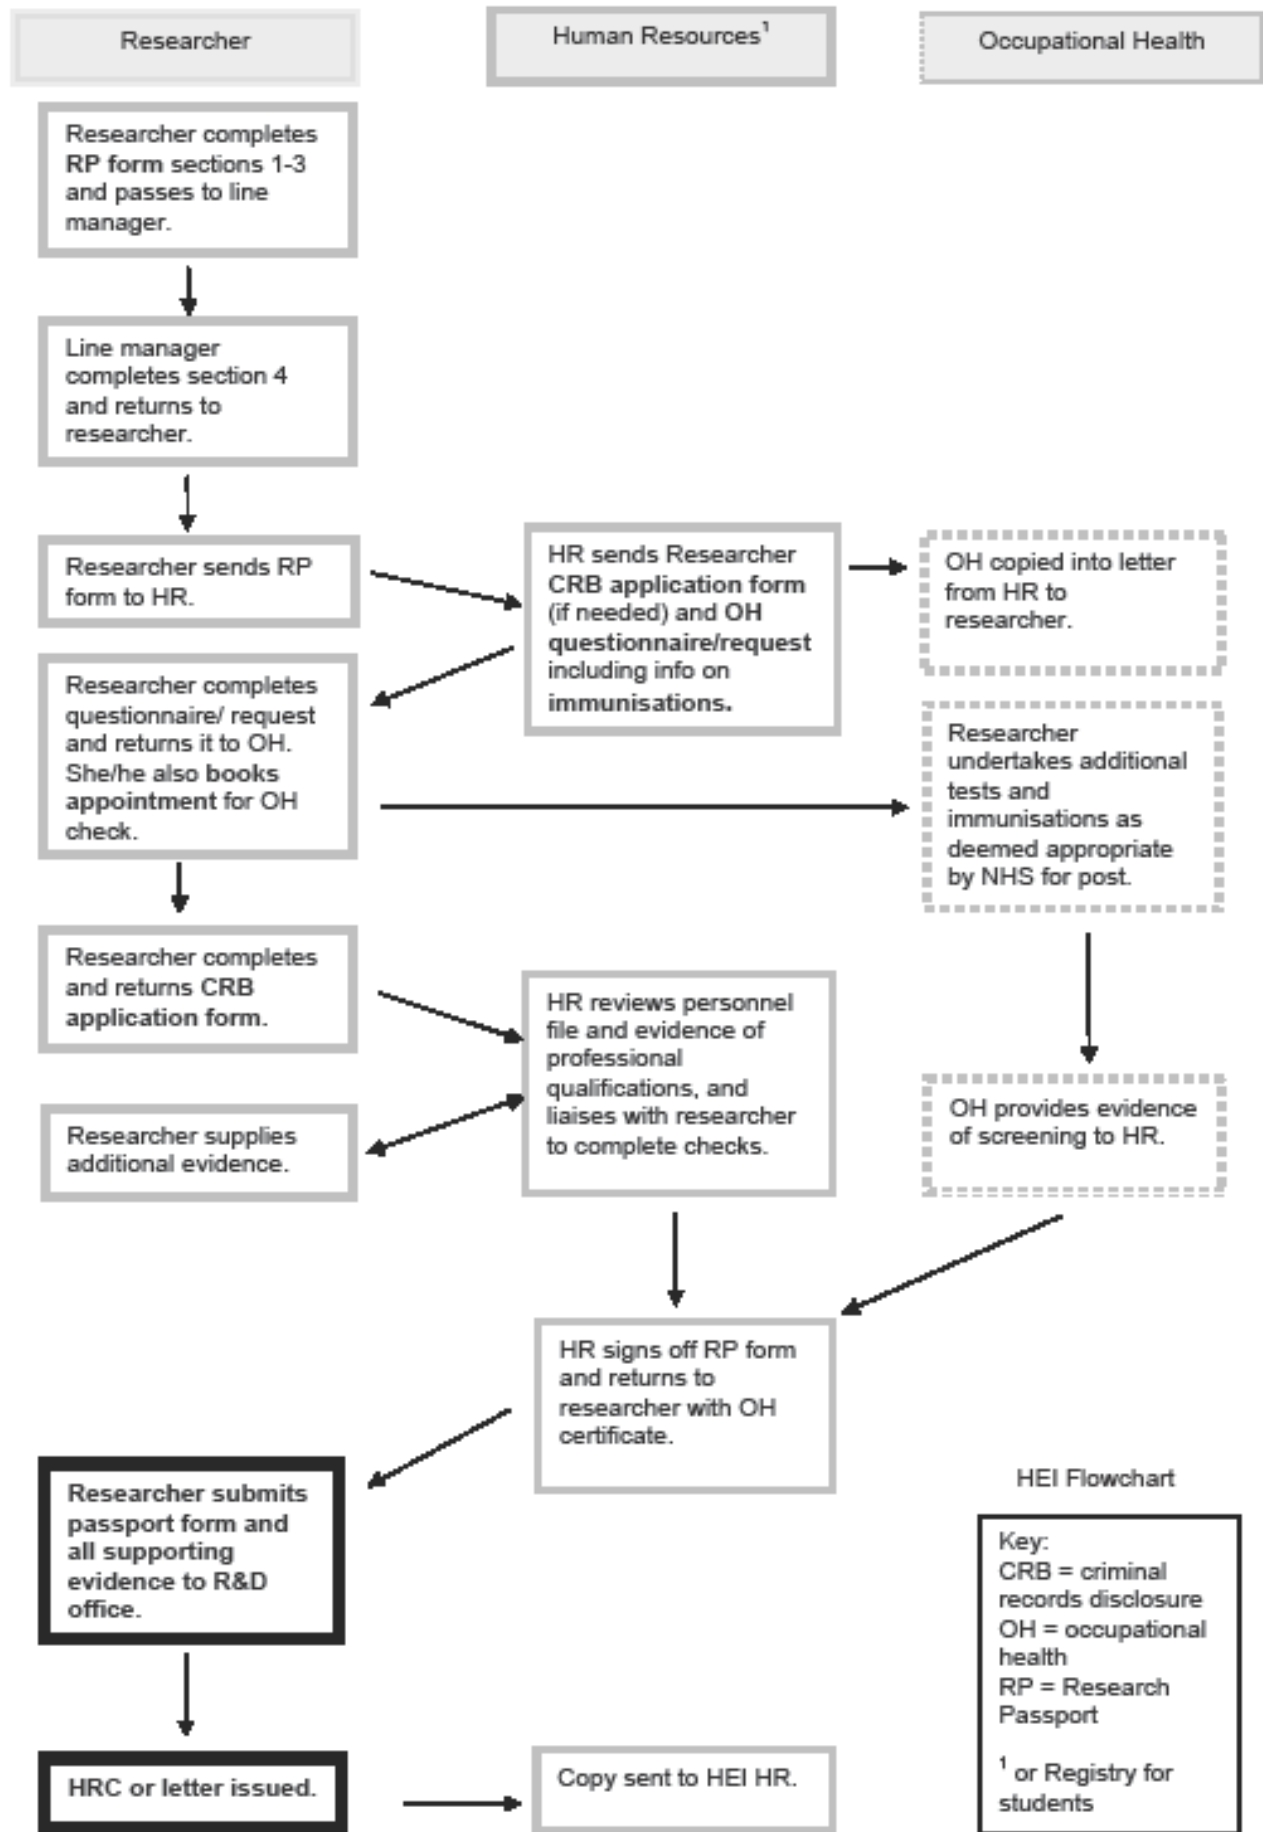 Researcher
Human Resources¹
Occupational Health
Researcher completes
RP form sections 1-3
and passes to line
manager.
Line manager
completes section 4
and returns to
researcher.
Researcher sends RP
form to HR.
HR sends Researcher
CRB application form
(if needed) and OH
questionnaire/request
including info on
immunisations.
OH copied into letter
from HR to
researcher.
Researcher completes
questionnaire/ request
and returns it to OH.
She/he also books
appointment for OH
check.
Researcher
undertakes additional
tests and
immunisations as
deemed appropriate
by NHS for post.
Researcher completes
and returns CRB
application form.
HR reviews personnel
file and evidence of
professional
qualifications, and
liaises with researcher
to complete checks.
Researcher supplies
additional evidence.
OH provides evidence
of screening to HR.
HR signs off RP form
and returns to
researcher with OH
certificate.
Researcher submits
passport form and
all supporting
evidence to R&D
office.
HRC or letter issued.
Copy sent to HEI HR.
HEI Flowchart
Key:
CRB = criminal
records disclosure
OH = occupational
health
RP = Research
Passport
¹ or Registry for
students